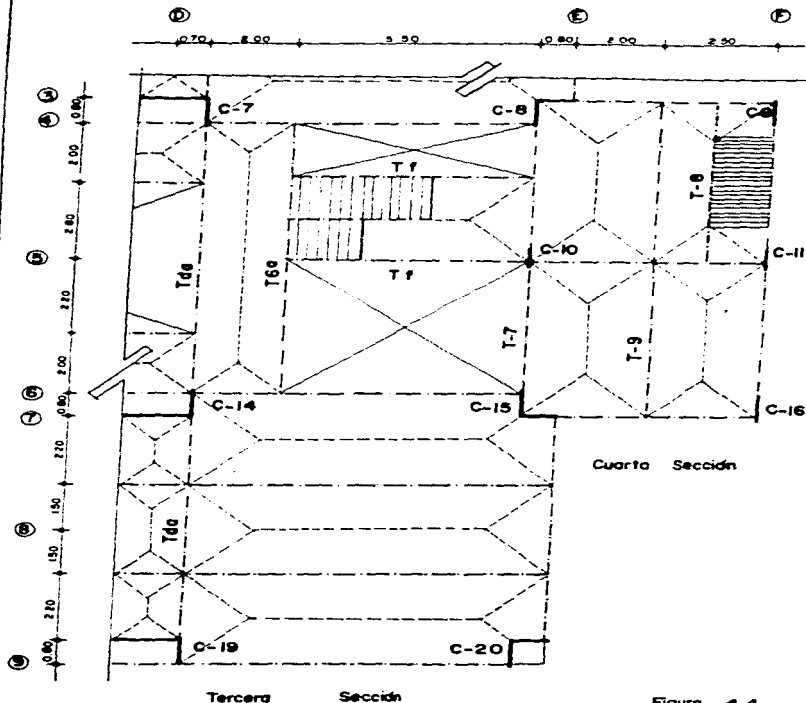 D E F
0.70 2.00 5.50 0.80 2.00 2.50
3
0.80
4
C-7 C-8 C-9
2.00
T f
T-8
2.80
5
C-10 C-11
Tda T6a T f
2.20
T-7 T-9
2.00
6
0.80
7
C-14 C-15 C-16
2.20
Cuarta Sección
1.50
8
Tda
1.50
2.20
0.80
9
C-19 C-20
Tercera Sección
Figura 4.4